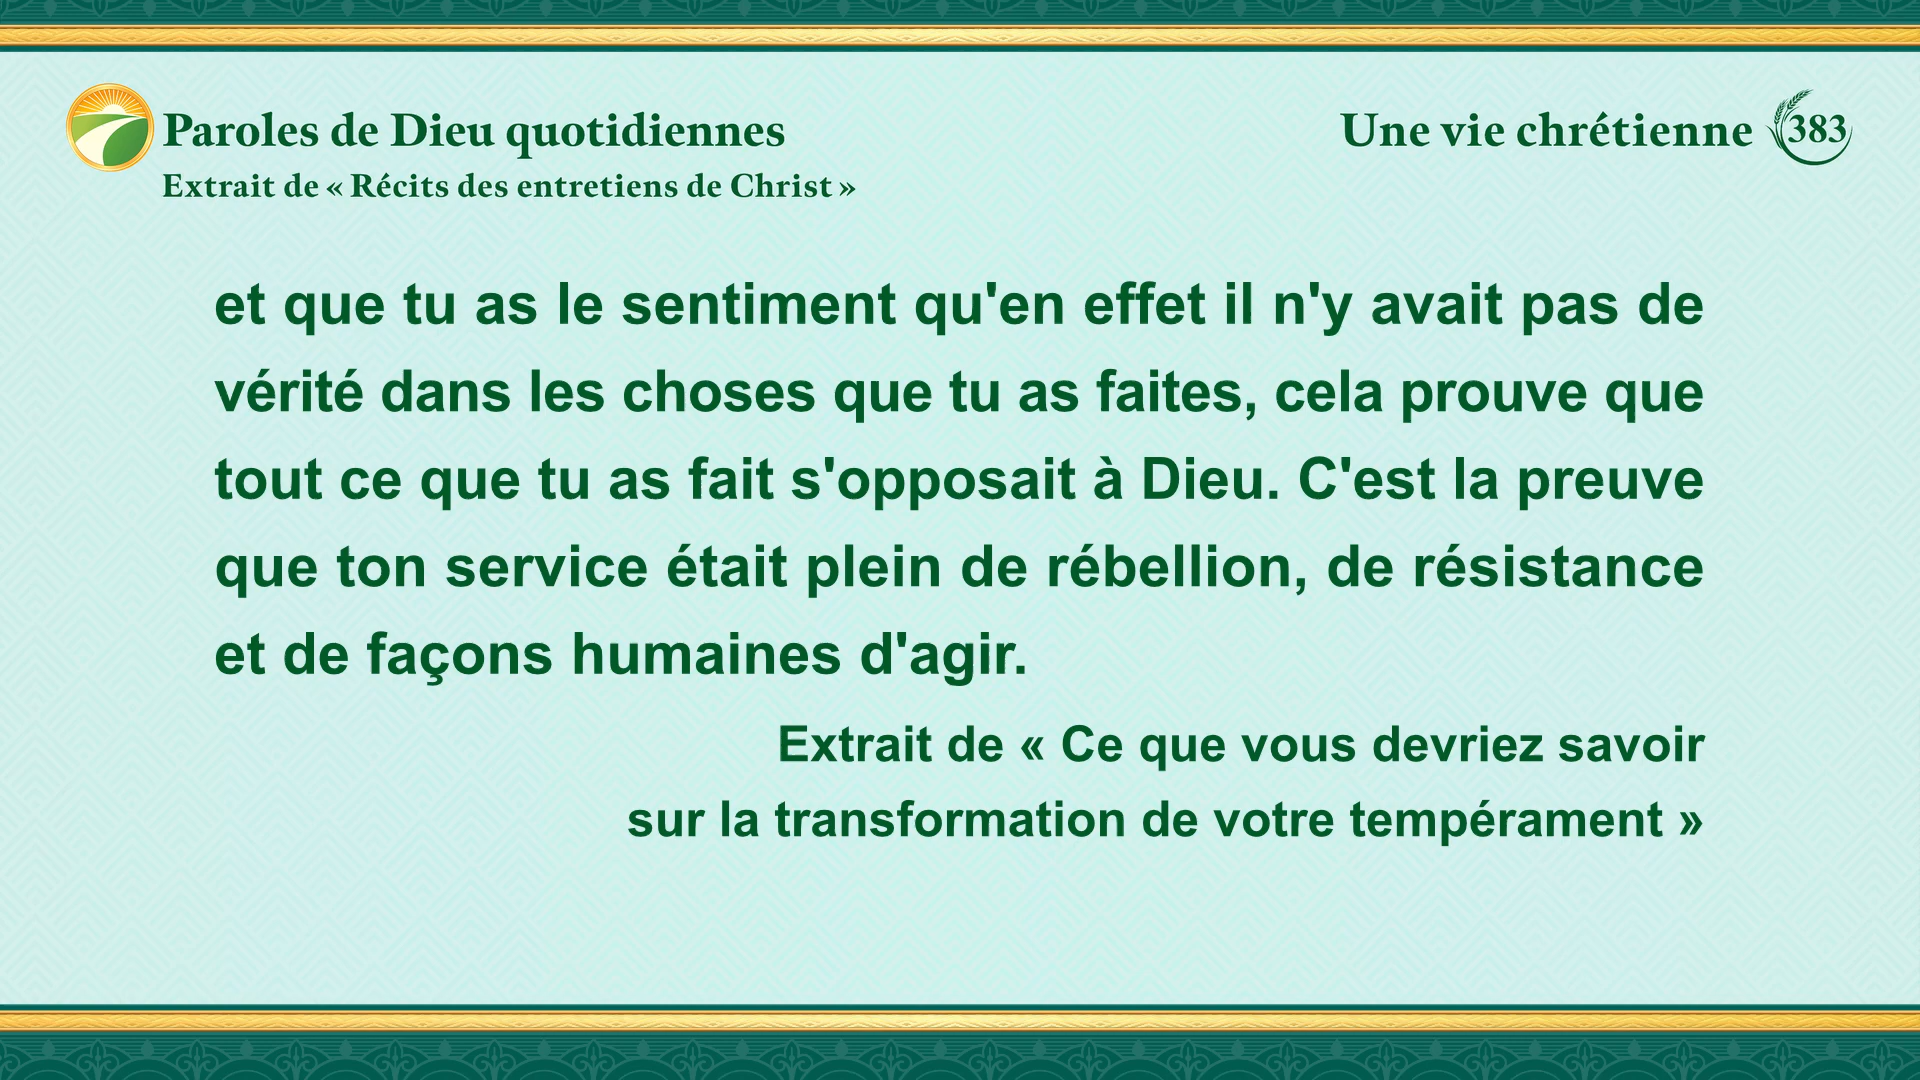 Paroles de Dieu quotidiennes
Extrait de « Récits des entretiens de Christ »
Une vie chrétienne 383
et que tu as le sentiment qu'en effet il n'y avait pas de
vérité dans les choses que tu as faites, cela prouve que
tout ce que tu as fait s'opposait à Dieu. C'est la preuve
que ton service était plein de rébellion, de résistance
et de façons humaines d'agir.
Extrait de « Ce que vous devriez savoir
sur la transformation de votre tempérament »